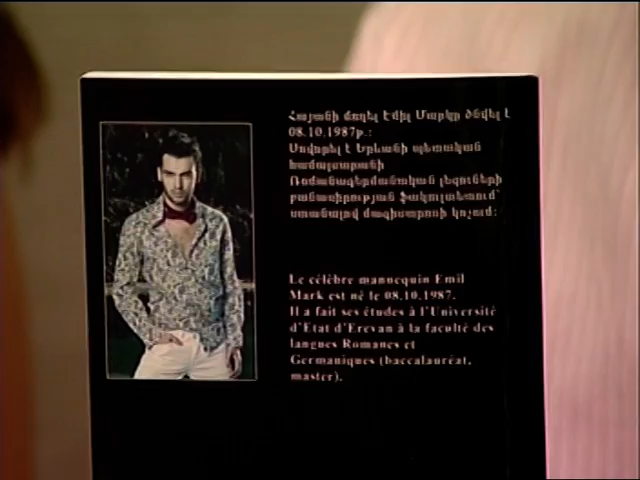 Հայտնի մոդել Էմիլ Մարկը ծնվել է
08.10.1987թ.:
Սովորել է Երևանի պետական
համալսարանի
Ռոմանագերմանական լեզուների
բանասիրության ֆակուլտետում՝
ստանալով մագիստրոսի կոչում:
Le célèbre mannequin Emil
Mark est né le 08.10.1987.
Il a fait ses études à l'Université
d'Etat d'Erevan à la faculté des
langues Romanes et
Germaniques (baccalauréat,
master).